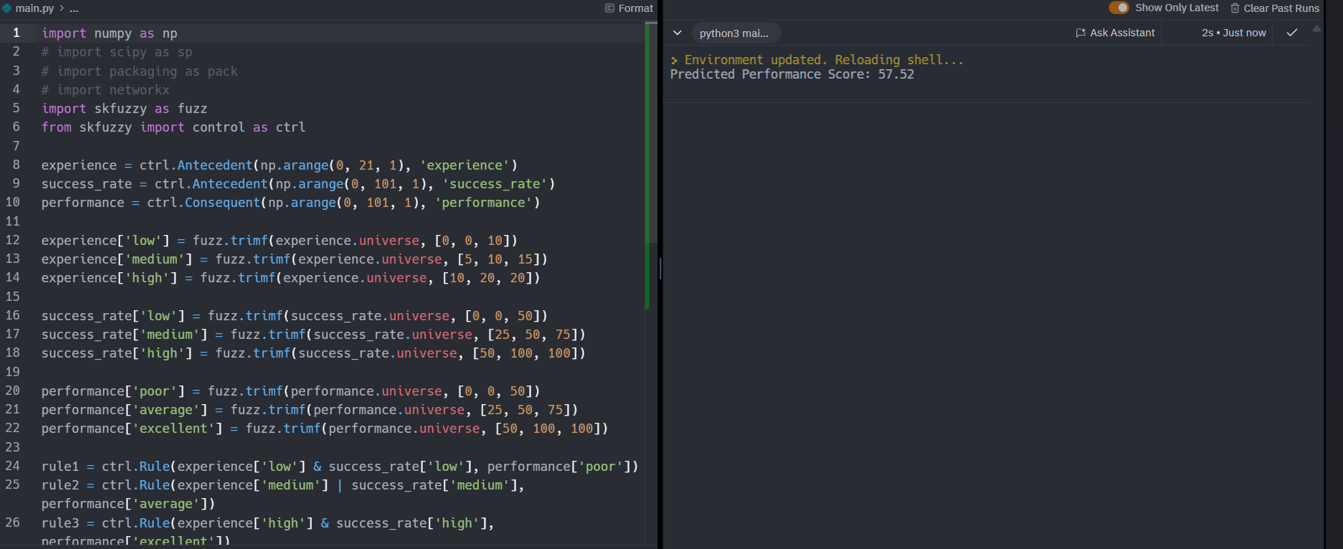 main.py > ...
Format
1 import numpy as np
2 # import scipy as sp
3 # import packaging as pack
4 # import networkx
5 import skfuzzy as fuzz
6 from skfuzzy import control as ctrl
7
8 experience = ctrl.Antecedent(np.arange(0, 21, 1), 'experience')
9 success_rate = ctrl.Antecedent(np.arange(0, 101, 1), 'success_rate')
10 performance = ctrl.Consequent(np.arange(0, 101, 1), 'performance')
11
12 experience['low'] = fuzz.trimf(experience.universe, [0, 0, 10])
13 experience['medium'] = fuzz.trimf(experience.universe, [5, 10, 15])
14 experience['high'] = fuzz.trimf(experience.universe, [10, 20, 20])
15
16 success_rate['low'] = fuzz.trimf(success_rate.universe, [0, 0, 50])
17 success_rate['medium'] = fuzz.trimf(success_rate.universe, [25, 50, 75])
18 success_rate['high'] = fuzz.trimf(success_rate.universe, [50, 100, 100])
19
20 performance['poor'] = fuzz.trimf(performance.universe, [0, 0, 50])
21 performance['average'] = fuzz.trimf(performance.universe, [25, 50, 75])
22 performance['excellent'] = fuzz.trimf(performance.universe, [50, 100, 100])
23
24 rule1 = ctrl.Rule(experience['low'] & success_rate['low'], performance['poor'])
25 rule2 = ctrl.Rule(experience['medium'] | success_rate['medium'],
performance['average'])
26 rule3 = ctrl.Rule(experience['high'] & success_rate['high'],
performance['excellent'])
Show Only Latest
Clear Past Runs
python3 mai...
Ask Assistant
2s • Just now
Environment updated. Reloading shell...
Predicted Performance Score: 57.52